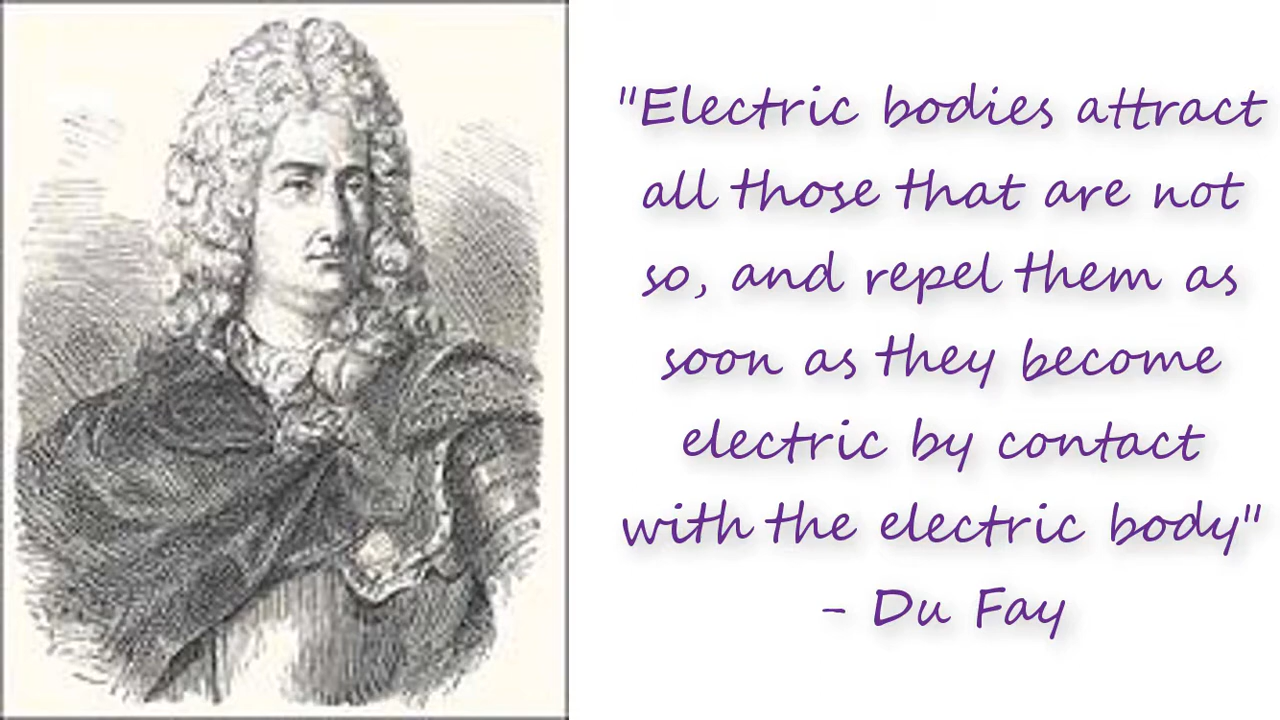 "Electric bodies attract
all those that are not
so, and repel them as
soon as they become
electric by contact
with the electric body"
- Du Fay